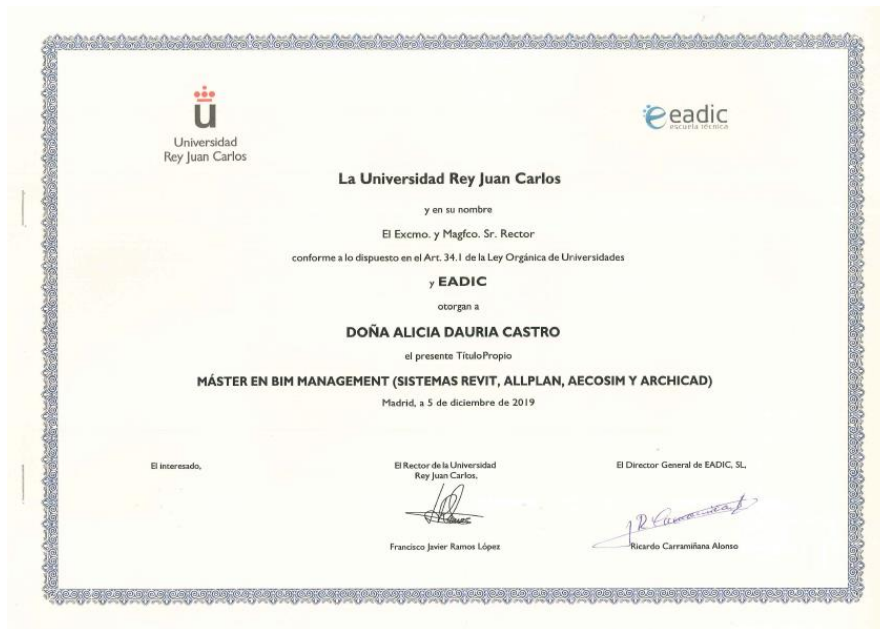 Universidad
Rey Juan Carlos
eadic
escuela técnica
La Universidad Rey Juan Carlos
y en su nombre
El Excmo. y Magfco. Sr. Rector
conforme a lo dispuesto en el Art. 34.1 de la Ley Orgánica de Universidades
y EADIC
otorgan a
DOÑA ALICIA DAURIA CASTRO
el presente TítuloPropio
MÁSTER EN BIM MANAGEMENT (SISTEMAS REVIT, ALLPLAN, AECOSIM Y ARCHICAD)
Madrid, a 5 de diciembre de 2019
El interesado,
El Rector de la Universidad
Rey Juan Carlos,
Francisco Javier Ramos López
El Director General de EADIC, SL,
Ricardo Carramiñana Alonso